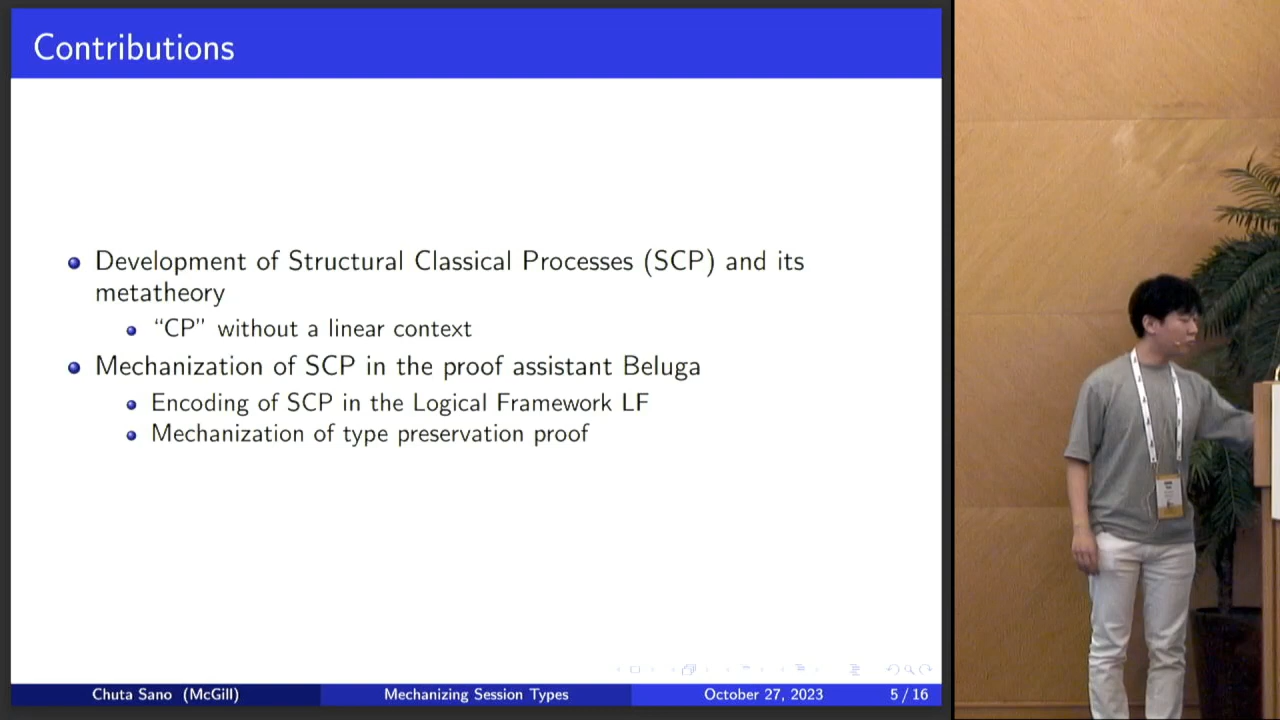 Contributions
Development of Structural Classical Processes (SCP) and its
metatheory
“CP” without a linear context
Mechanization of SCP in the proof assistant Beluga
Encoding of SCP in the Logical Framework LF
Mechanization of type preservation proof
Chuta Sano (McGill) Mechanizing Session Types October 27, 2023 5 / 16